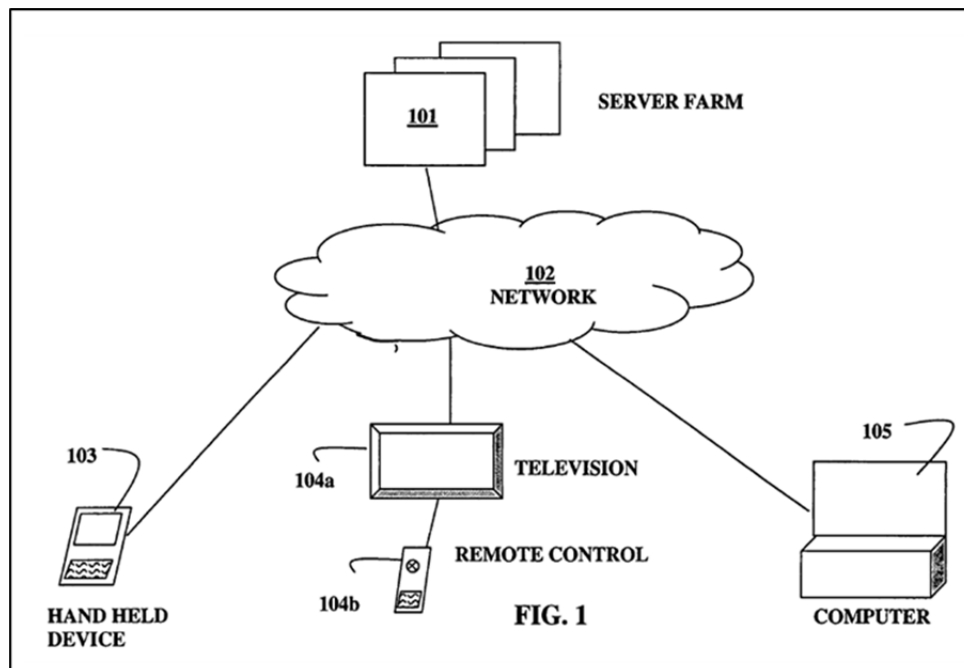 101
SERVER FARM
102
NETWORK
103
104a
TELEVISION
105
104b
REMOTE CONTROL
HAND HELD
DEVICE
FIG. 1
COMPUTER